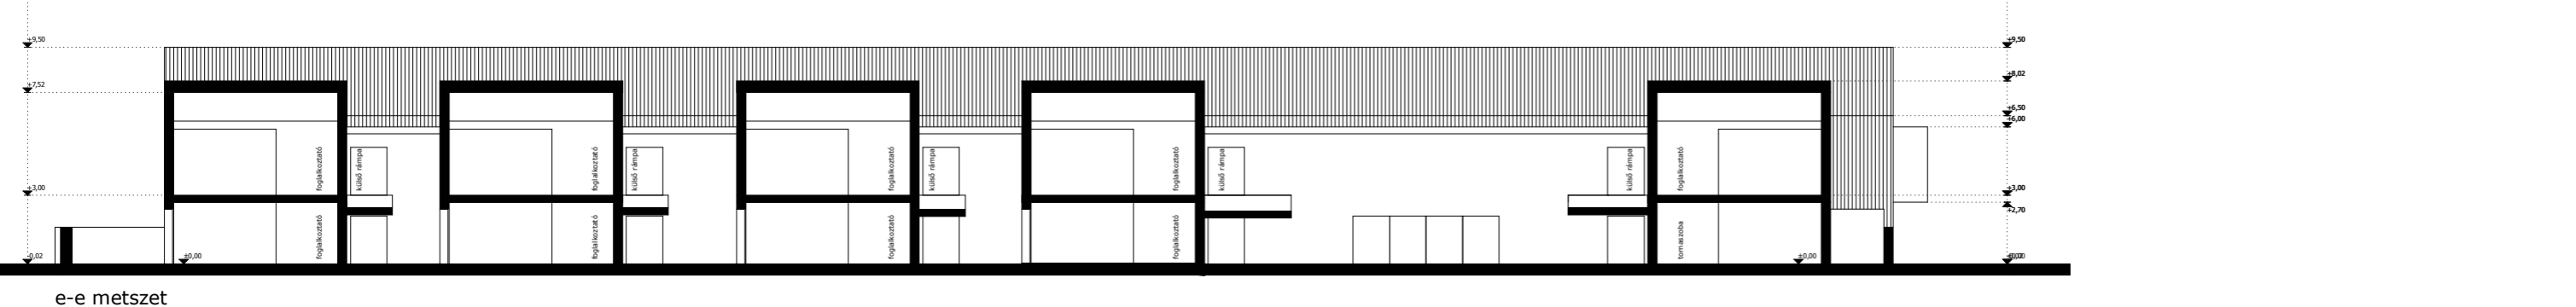 +9,50
+9,50
+7,52
+8,02
+6,50
+6,00
foglalkoztató
külső rámpa
foglalkoztató
külső rámpa
foglalkoztató
külső rámpa
foglalkoztató
külső rámpa
külső rámpa
foglalkoztató
+3,00
+3,00
+2,70
foglalkoztató
foglalkoztató
foglalkoztató
foglalkoztató
tornaszoba
-0,02
±0,00
±0,00
e-e metszet